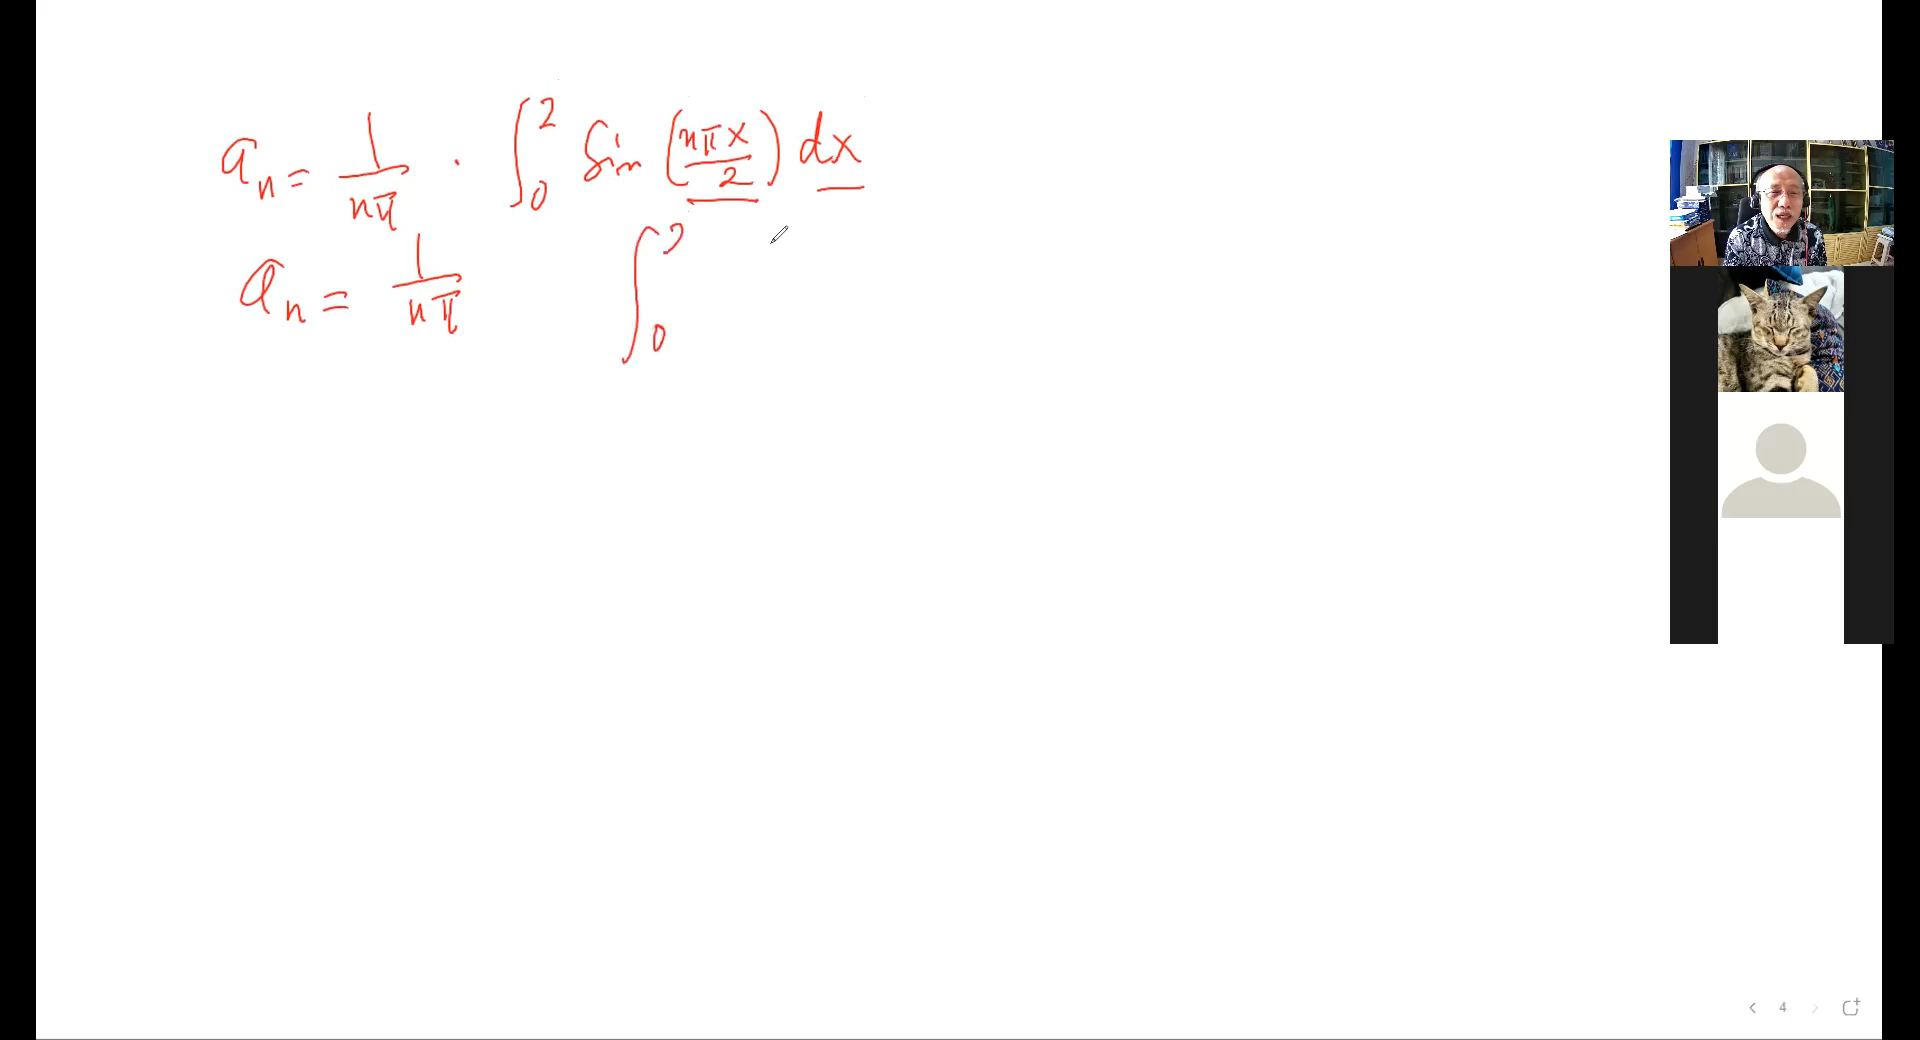 aₙ = 1/nπ · ∫₀² Sin (nπx/2) dx
aₙ = 1/nπ ∫₀²
4